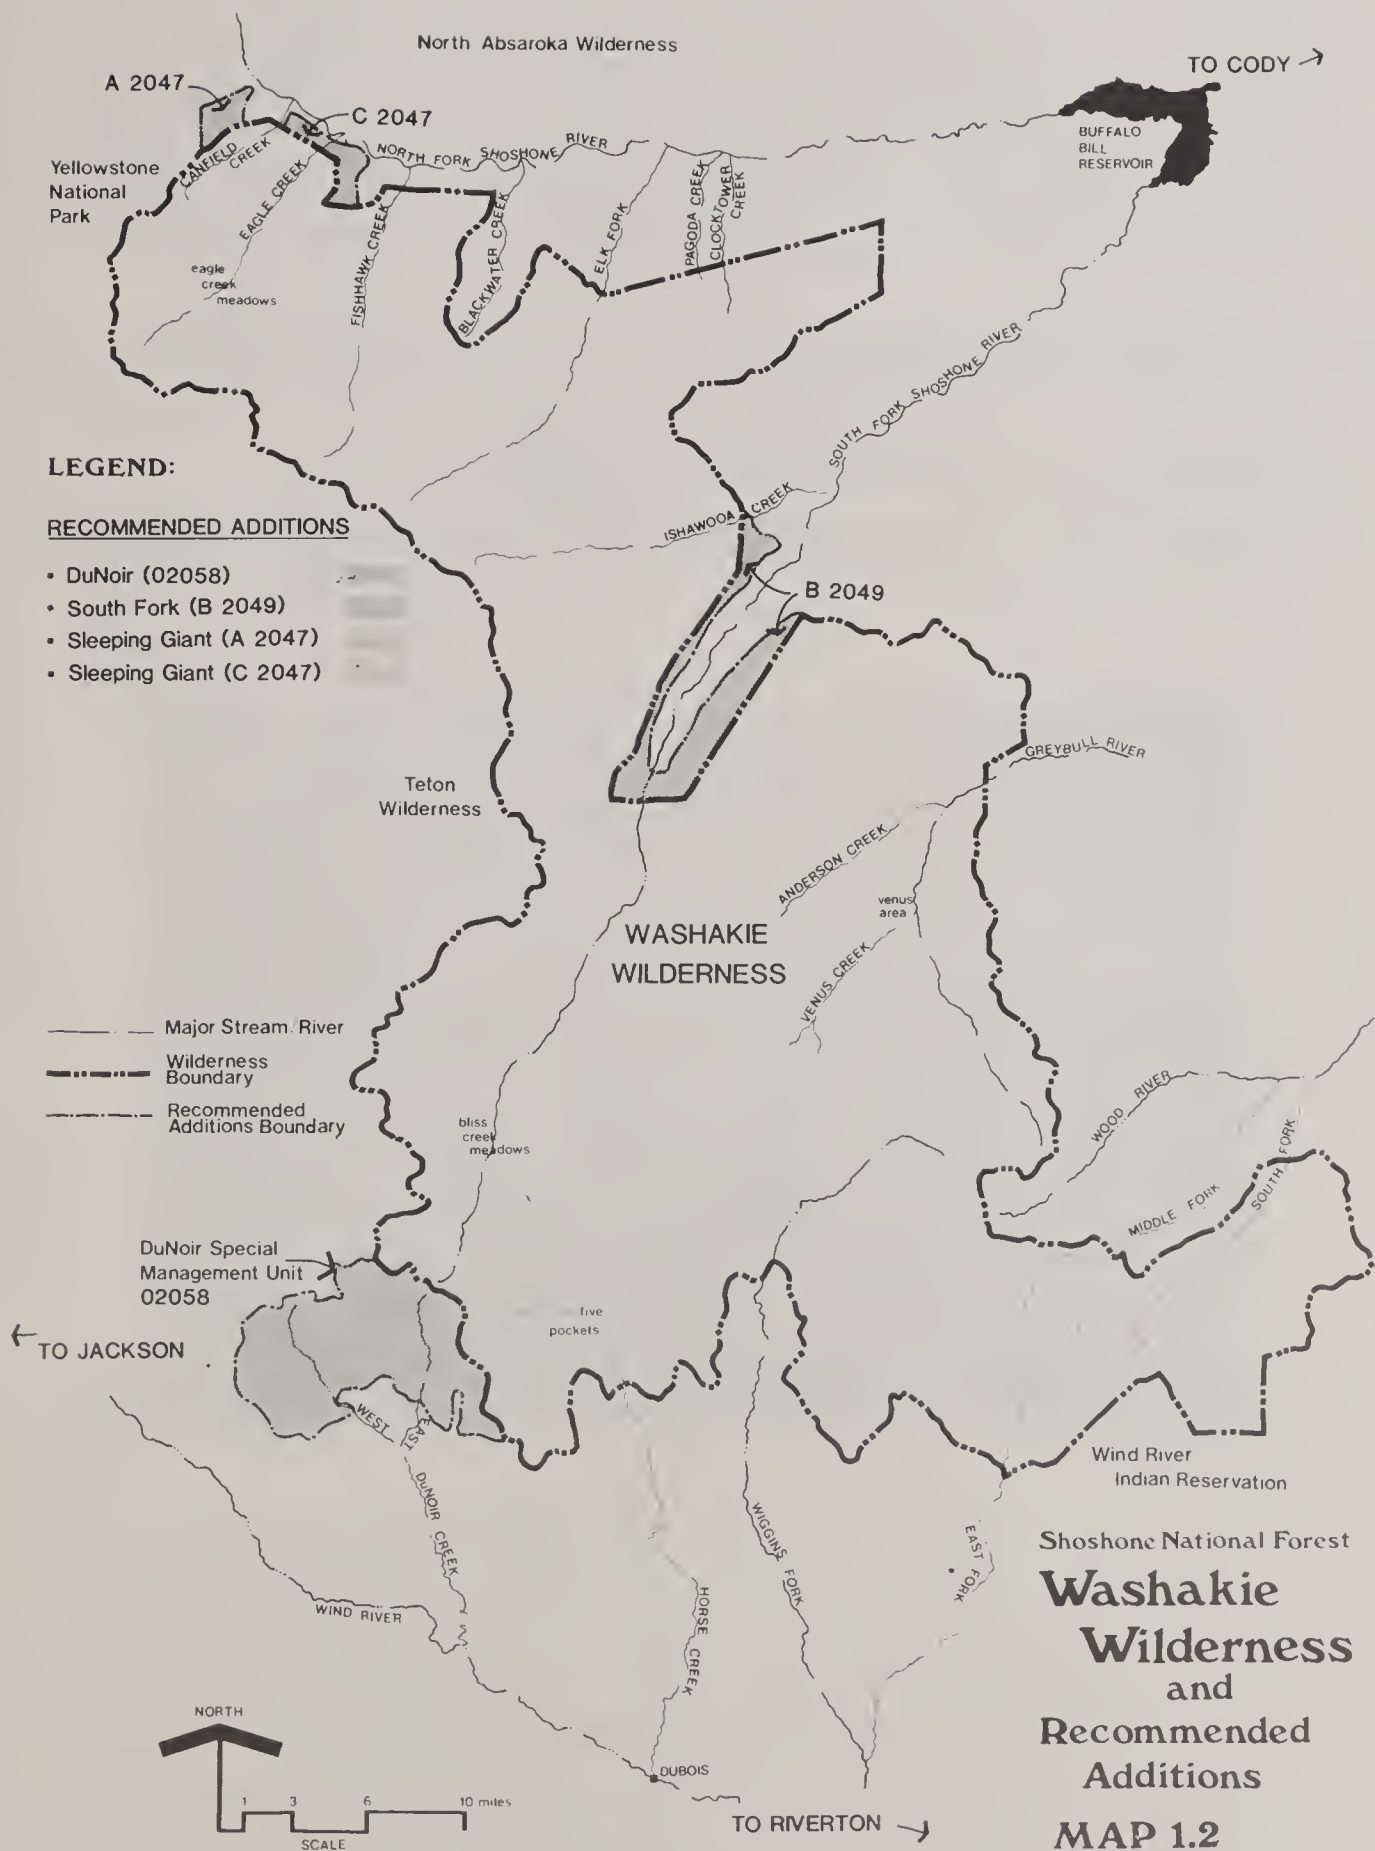 North Absaroka Wilderness
TO CODY
A 2047
C 2047
BUFFALO
BILL
RESERVOIR
Yellowstone
National
Park
CANFIELD
CREEK
NORTH FORK SHOSHONE RIVER
EAGLE CREEK
FISHHAWK CREEK
BLACKWATER CREEK
ELK FORK
PAGODA CREEK
CLOCKTOWER
CREEK
eagle
creek
meadows
SOUTH FORK SHOSHONE RIVER
LEGEND:
RECOMMENDED ADDITIONS
• DuNoir (02058)
• South Fork (B 2049)
• Sleeping Giant (A 2047)
• Sleeping Giant (C 2047)
ISHAWOOA CREEK
B 2049
GREYBULL RIVER
Teton
Wilderness
ANDERSON CREEK
venus
area
WASHAKIE
WILDERNESS
VENUS CREEK
Major Stream. River
Wilderness
Boundary
Recommended
Additions Boundary
bliss
creek
meadows
WOOD RIVER
MIDDLE FORK
SOUTH FORK
DuNoir Special
Management Unit
02058
five
pockets
TO JACKSON
WEST
EAST
DuNOIR CREEK
Wind River
Indian Reservation
WIGGINS FORK
EAST FORK
HORSE CREEK
WIND RIVER
DUBOIS
TO RIVERTON
NORTH
1 3 6 10 miles
SCALE
Shoshone National Forest
Washakie
Wilderness
and
Recommended
Additions
MAP 1.2